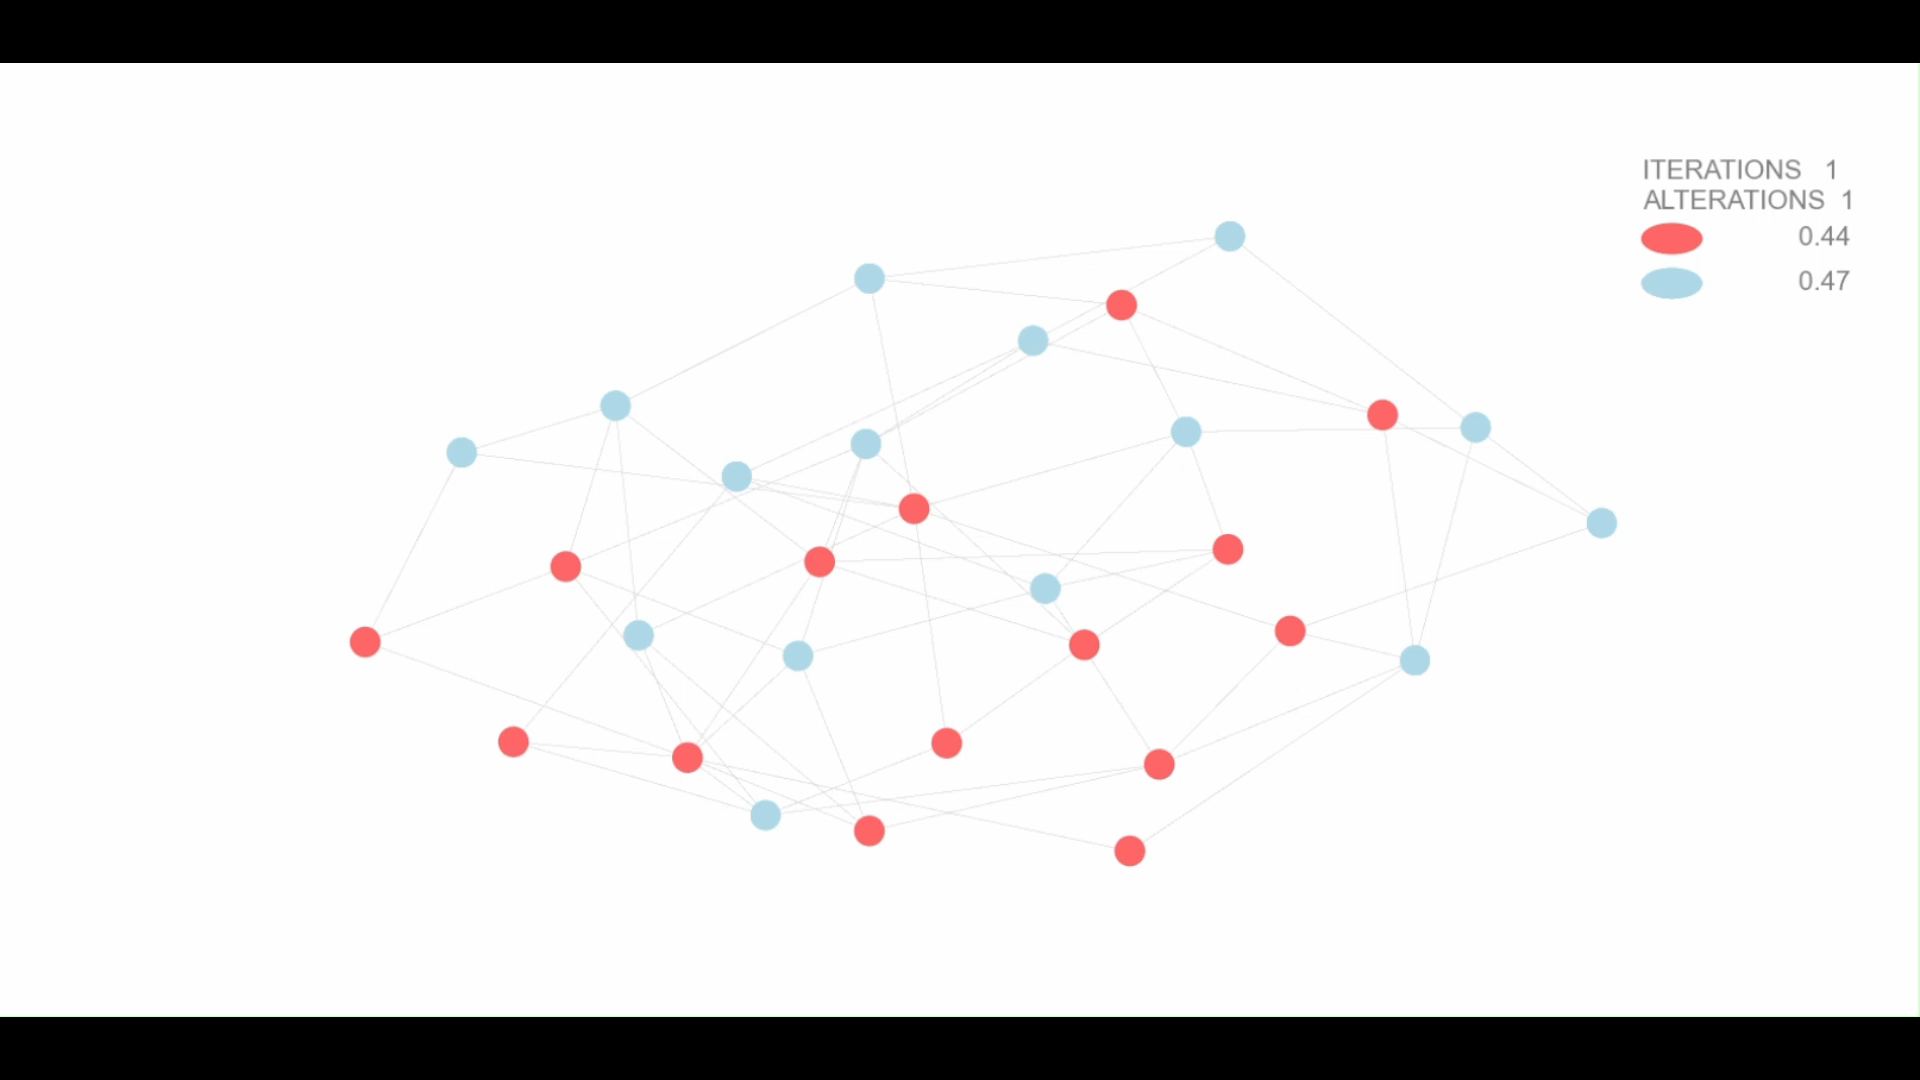 ITERATIONS 1
ALTERATIONS 1
0.44
0.47